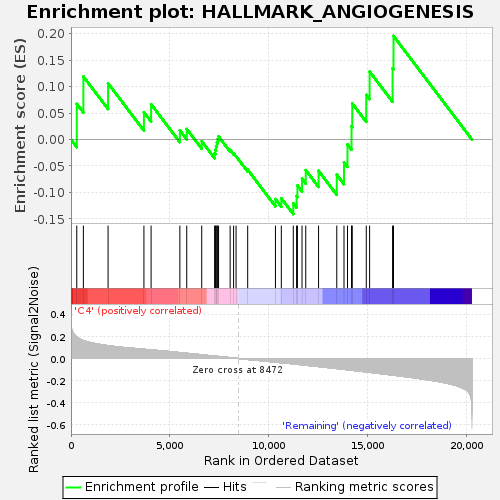 Enrichment plot: HALLMARK_ANGIOGENESIS
Enrichment score (ES)
0.20
0.15
0.10
0.05
0.00
-0.05
-0.10
-0.15
'C4' (positively correlated)
Ranked list metric (Signal2Noise)
0.4
0.2
0.0
-0.2
-0.4
-0.6
Zero cross at 8472
'Remaining' (negatively correlated)
0 5,000 10,000 15,000 20,000
Rank in Ordered Dataset
Enrichment profile Hits Ranking metric scores